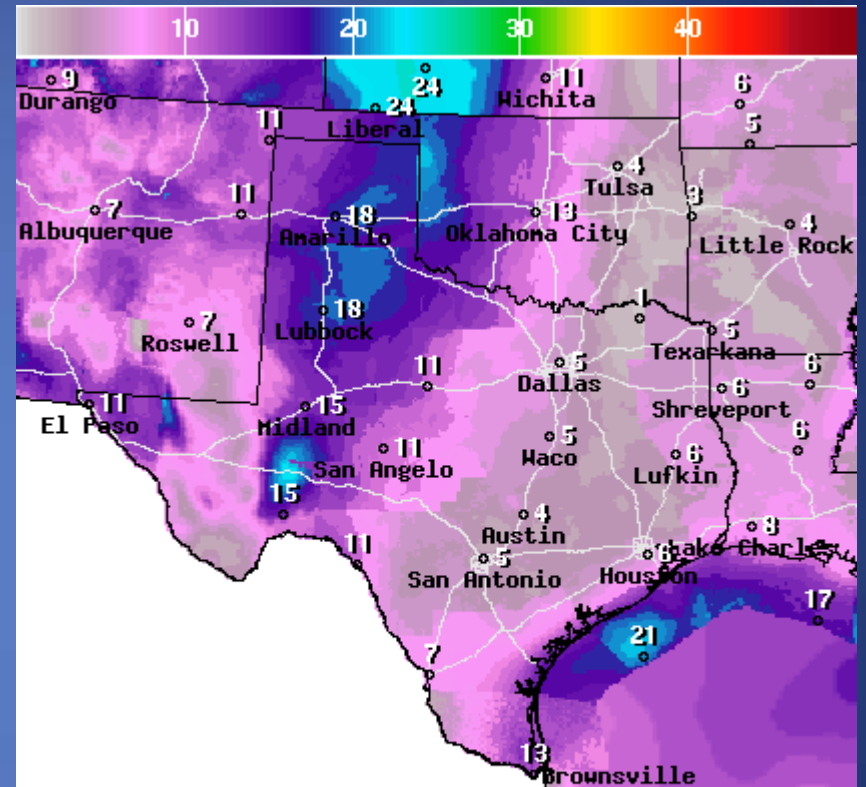 10 20 30 40
9
Durango
24
24
Liberal
11
Wichita
6
5
11
4
Tulsa
7
Albuquerque
11
18
Amarillo
13
Oklahoma City
3
4
Little Rock
7
Roswell
18
Lubbock
1
5
Texarkana
11
El Paso
15
Midland
11
5
Dallas
6
Shreveport
6
11
San Angelo
5
Waco
6
Lufkin
6
15
4
Austin
8
Lake Charle
11
5
San Antonio
6
Houston
7
21
17
13
Brownsville